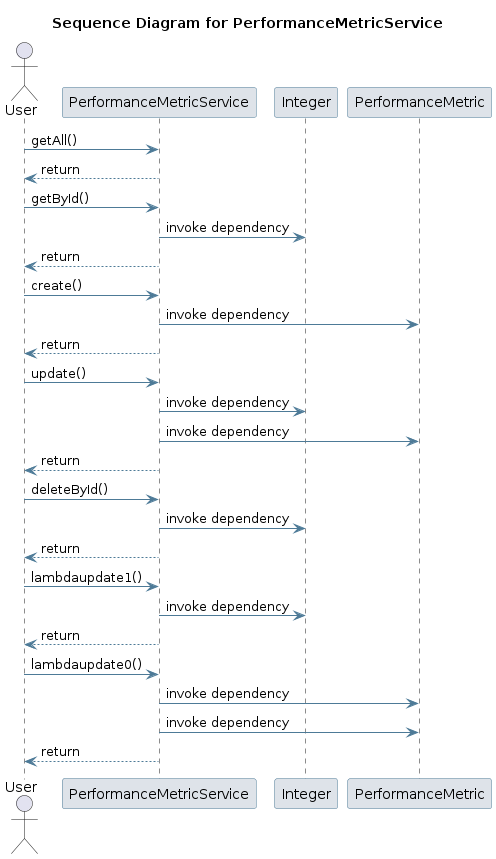 Sequence Diagram for PerformanceMetricService
User
PerformanceMetricService
Integer
PerformanceMetric
getAll()
return
getById()
invoke dependency
return
create()
invoke dependency
return
update()
invoke dependency
invoke dependency
return
deleteById()
invoke dependency
return
lambdaupdate1()
invoke dependency
return
lambdaupdate0()
invoke dependency
invoke dependency
return
User
PerformanceMetricService
Integer
PerformanceMetric